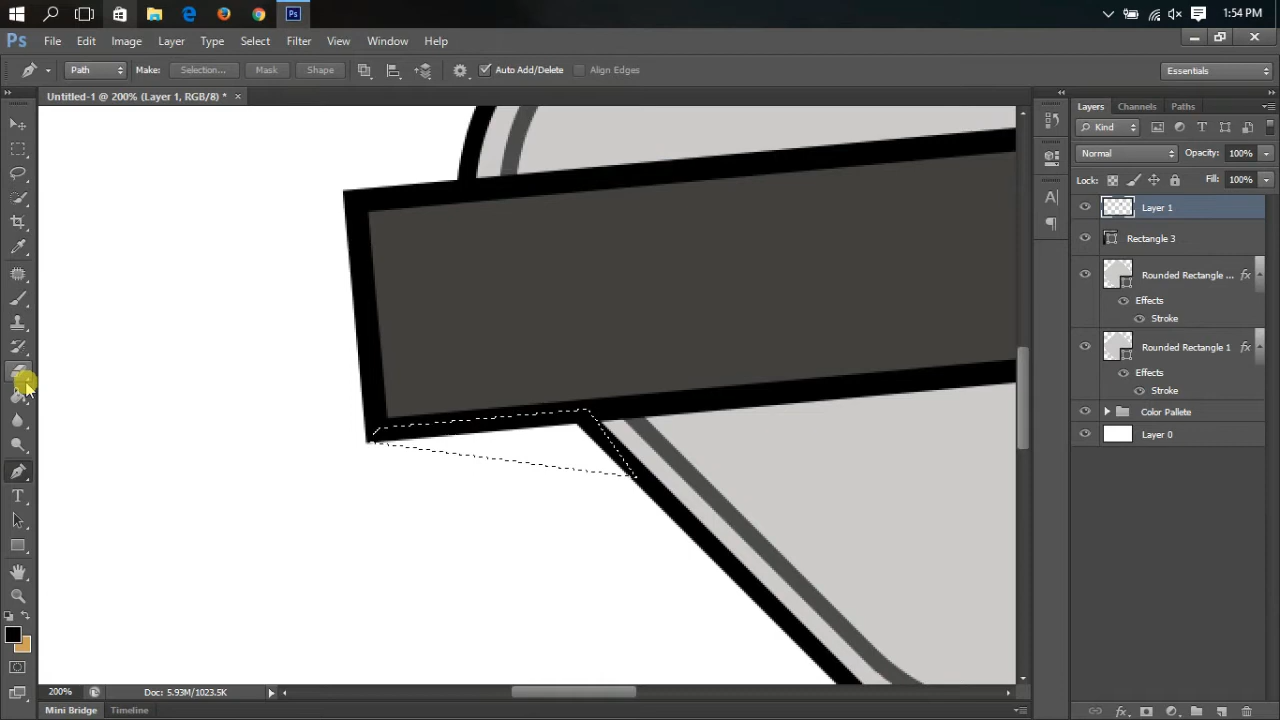 1:54 PM
Ps
File Edit Image Layer Type Select Filter View Window Help
Path Make: Selection... Mask Shape Auto Add/Delete Align Edges Essentials
Untitled-1 @ 200% (Layer 1, RGB/8) * ×
Layers Channels Paths
Kind
Normal Opacity: 100%
Lock: Fill: 100%
Layer 1
Rectangle 3
Rounded Rectangle ... fx
Effects
Stroke
Rounded Rectangle 1 fx
Effects
Stroke
Color Pallete
Layer 0
200% Doc: 5.93M/1023.5K
Mini Bridge Timeline